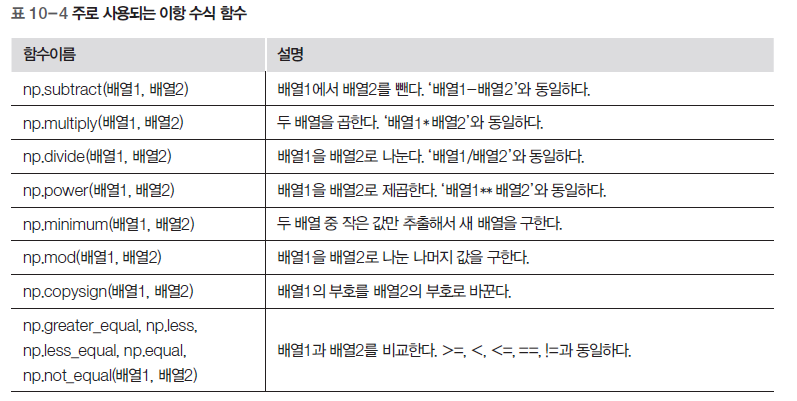 표 10-4 주로 사용되는 이항 수식 함수
함수이름 설명
np.subtract(배열1, 배열2) 배열1에서 배열2를 뺀다. ‘배열1-배열2’와 동일하다.
np.multiply(배열1, 배열2) 두 배열을 곱한다. ‘배열1*배열2’와 동일하다.
np.divide(배열1, 배열2) 배열1을 배열2로 나눈다. ‘배열1/배열2’와 동일하다.
np.power(배열1, 배열2) 배열1을 배열2로 제곱한다. ‘배열1** 배열2’와 동일하다.
np.minimum(배열1, 배열2) 두 배열 중 작은 값만 추출해서 새 배열을 구한다.
np.mod(배열1, 배열2) 배열1을 배열2로 나눈 나머지 값을 구한다.
np.copysign(배열1, 배열2) 배열1의 부호를 배열2의 부호로 바꾼다.
np.greater_equal, np.less,
np.less_equal, np.equal,
np.not_equal(배열1, 배열2)
배열1과 배열2를 비교한다. >=, <, <=, ==, !=과 동일하다.